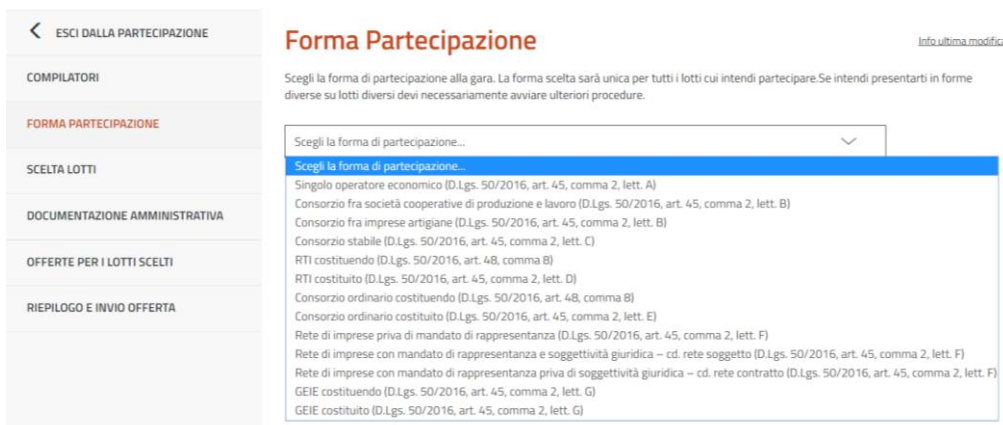 ESCI DALLA PARTECIPAZIONE
COMPILATORI
FORMA PARTECIPAZIONE
SCELTA LOTTI
DOCUMENTAZIONE AMMINISTRATIVA
OFFERTE PER I LOTTI SCELTI
RIEPILOGO E INVIO OFFERTA
Forma Partecipazione
Info ultima modifica
Scegli la forma di partecipazione alla gara. La forma scelta sarà unica per tutti i lotti cui intendi partecipare.Se intendi presentarti in forme
diverse su lotti diversi devi necessariamente avviare ulteriori procedure.
Scegli la forma di partecipazione...
Scegli la forma di partecipazione...
Singolo operatore economico (D.Lgs. 50/2016, art. 45, comma 2, lett. A)
Consorzio fra società cooperative di produzione e lavoro (D.Lgs. 50/2016, art. 45, comma 2, lett. B)
Consorzio fra imprese artigiane (D.Lgs. 50/2016, art. 45, comma 2, lett. B)
Consorzio stabile (D.Lgs. 50/2016, art. 45, comma 2, lett. C)
RTI costituendo (D.Lgs. 50/2016, art. 48, comma 8)
RTI costituito (D.Lgs. 50/2016, art. 45, comma 2, lett. D)
Consorzio ordinario costituendo (D.Lgs. 50/2016, art. 48, comma 8)
Consorzio ordinario costituito (D.Lgs. 50/2016, art. 45, comma 2, lett. E)
Rete di imprese priva di mandato di rappresentanza (D.Lgs. 50/2016, art. 45, comma 2, lett. F)
Rete di imprese con mandato di rappresentanza e soggettività giuridica – cd. rete soggetto (D.Lgs. 50/2016, art. 45, comma 2, lett. F)
Rete di imprese con mandato di rappresentanza priva di soggettività giuridica – cd. rete contratto (D.Lgs. 50/2016, art. 45, comma 2, lett. F)
GEIE costituendo (D.Lgs. 50/2016, art. 45, comma 2, lett. G)
GEIE costituito (D.Lgs. 50/2016, art. 45, comma 2, lett. G)